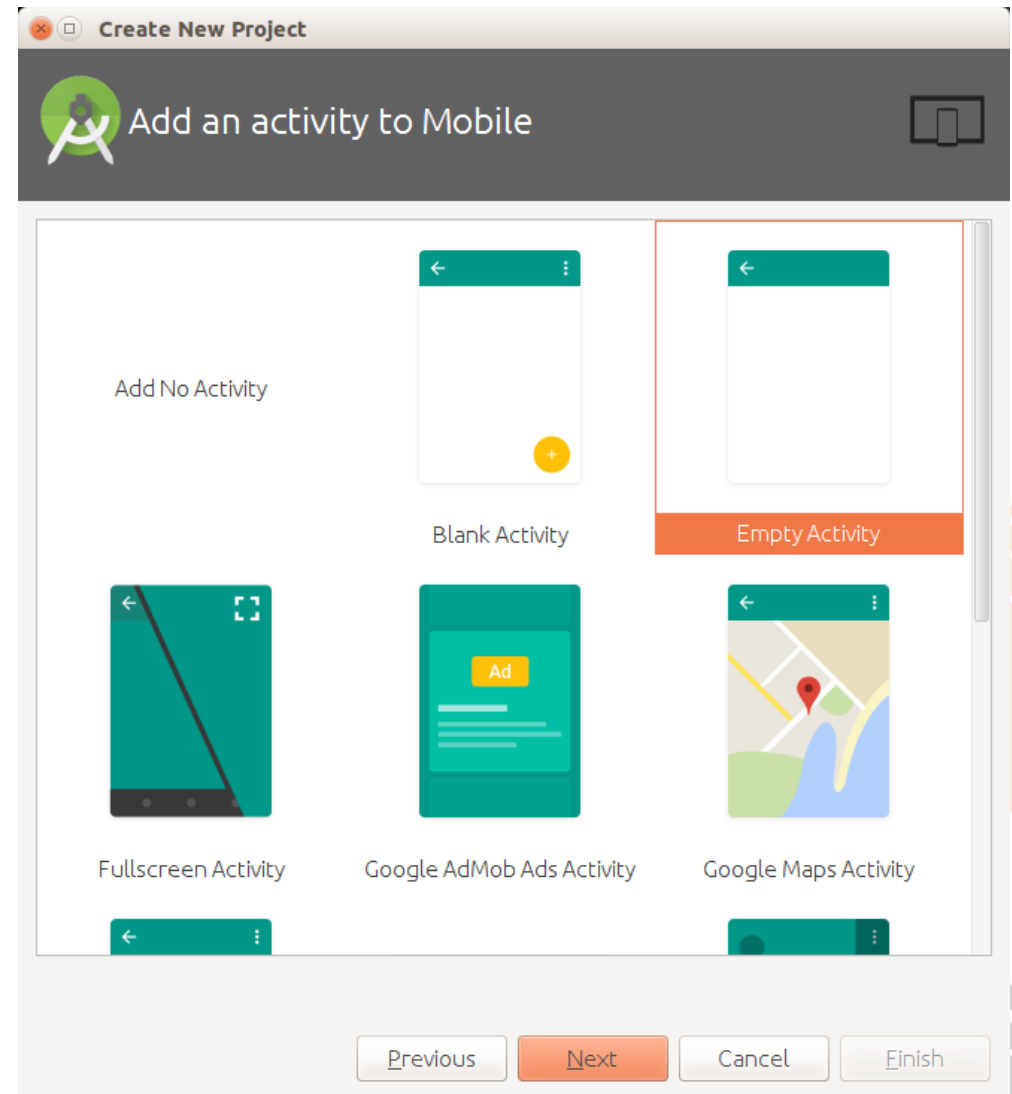 Create New Project
Add an activity to Mobile
Add No Activity
+
Blank Activity
Empty Activity
Ad
Fullscreen Activity
Google AdMob Ads Activity
Google Maps Activity
Previous
Next
Cancel
Finish